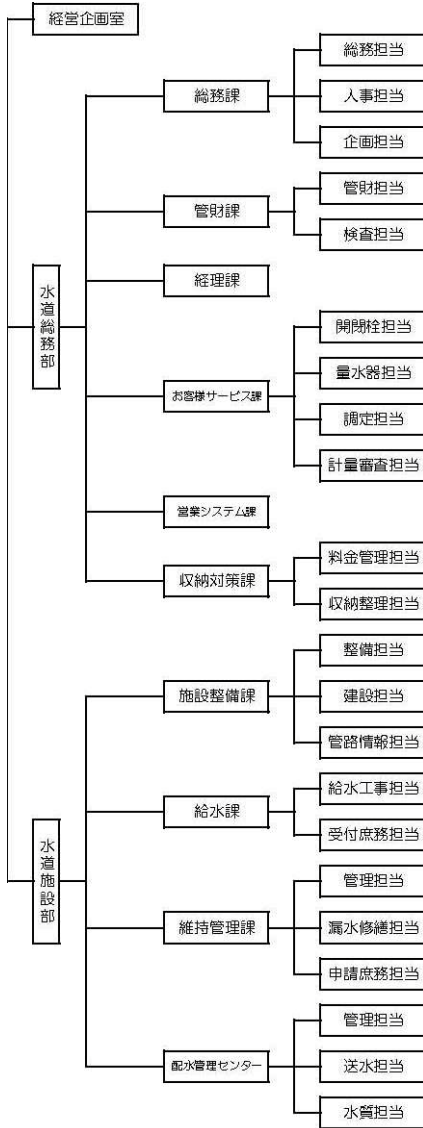 経営企画室
水道総務部
総務課
総務担当
人事担当
企画担当
管財課
管財担当
検査担当
経理課
お客様サービス課
開閉栓担当
量水器担当
調定担当
計量審査担当
営業システム課
収納対策課
料金管理担当
収納整理担当
水道施設部
施設整備課
整備担当
建設担当
管路情報担当
給水課
給水工事担当
受付庶務担当
維持管理課
管理担当
漏水修繕担当
申請庶務担当
配水管理センター
管理担当
送水担当
水質担当